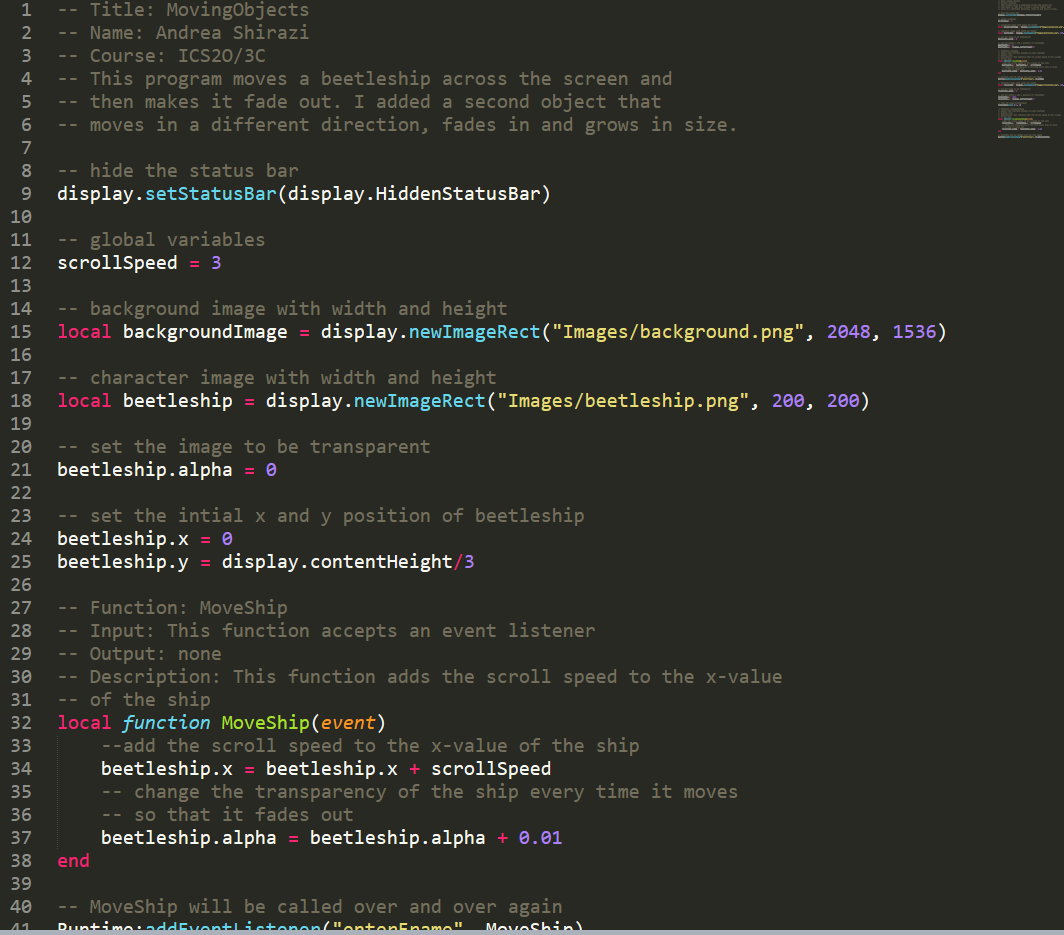 1 -- Title: MovingObjects
2 -- Name: Andrea Shirazi
3 -- Course: ICS2O/3C
4 -- This program moves a beetleship across the screen and
5 -- then makes it fade out. I added a second object that
6 -- moves in a different direction, fades in and grows in size.
7
8 -- hide the status bar
9 display.setStatusBar(display.HiddenStatusBar)
10
11 -- global variables
12 scrollSpeed = 3
13
14 -- background image with width and height
15 local backgroundImage = display.newImageRect("Images/background.png", 2048, 1536)
16
17 -- character image with width and height
18 local beetleship = display.newImageRect("Images/beetleship.png", 200, 200)
19
20 -- set the image to be transparent
21 beetleship.alpha = 0
22
23 -- set the intial x and y position of beetleship
24 beetleship.x = 0
25 beetleship.y = display.contentHeight/3
26
27 -- Function: MoveShip
28 -- Input: This function accepts an event listener
29 -- Output: none
30 -- Description: This function adds the scroll speed to the x-value
31 -- of the ship
32 local function MoveShip(event)
33 --add the scroll speed to the x-value of the ship
34 beetleship.x = beetleship.x + scrollSpeed
35 -- change the transparency of the ship every time it moves
36 -- so that it fades out
37 beetleship.alpha = beetleship.alpha + 0.01
38 end
39
40 -- MoveShip will be called over and over again
41 Runtime:addEventListener("enterFrame", MoveShip)